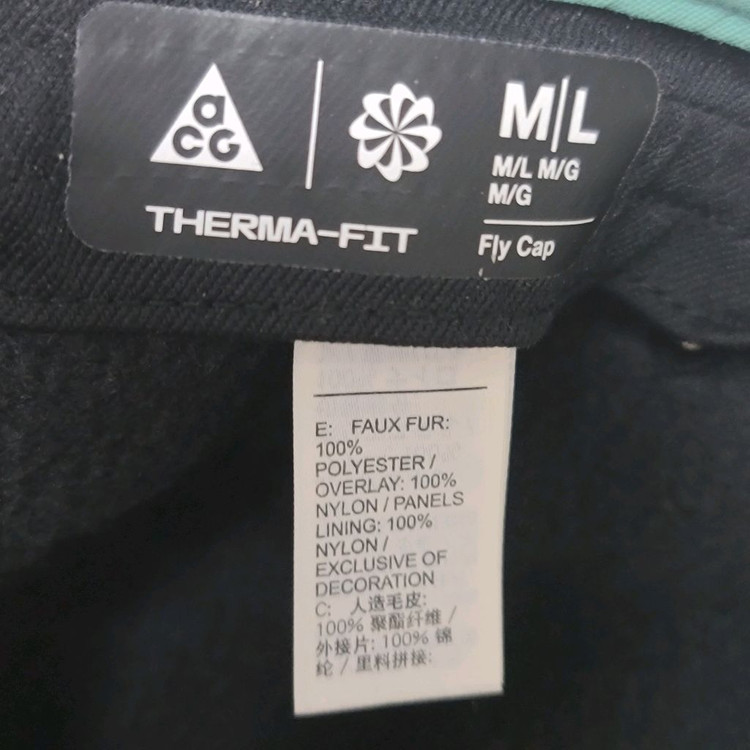 aCG
THERMA-FIT
M|L
M/L M/G
M/G
Fly Cap
E: FAUX FUR:
100%
POLYESTER /
OVERLAY: 100%
NYLON / PANELS
LINING: 100%
NYLON /
EXCLUSIVE OF
DECORATION
C: 人造毛皮:
100% 聚酯纤维 /
外接片: 100% 锦
纶 / 里料拼接: